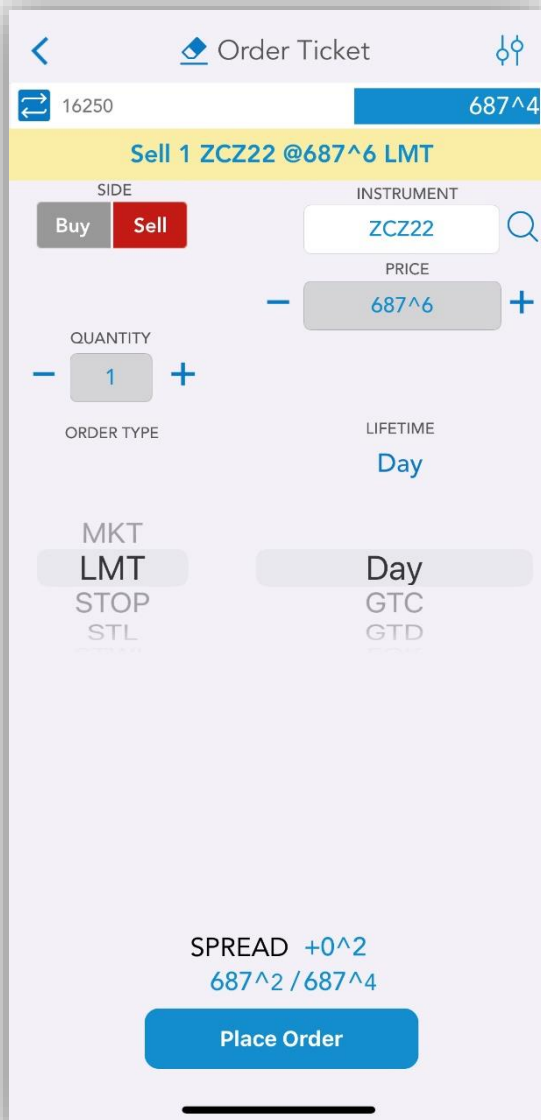 Order Ticket
16250 687^4
Sell 1 ZCZ22 @687^6 LMT
SIDE INSTRUMENT
Buy Sell ZCZ22
PRICE
687^6
QUANTITY
1
ORDER TYPE LIFETIME
Day
MKT
LMT Day
STOP GTC
STL GTD
SPREAD +0^2
687^2 / 687^4
Place Order